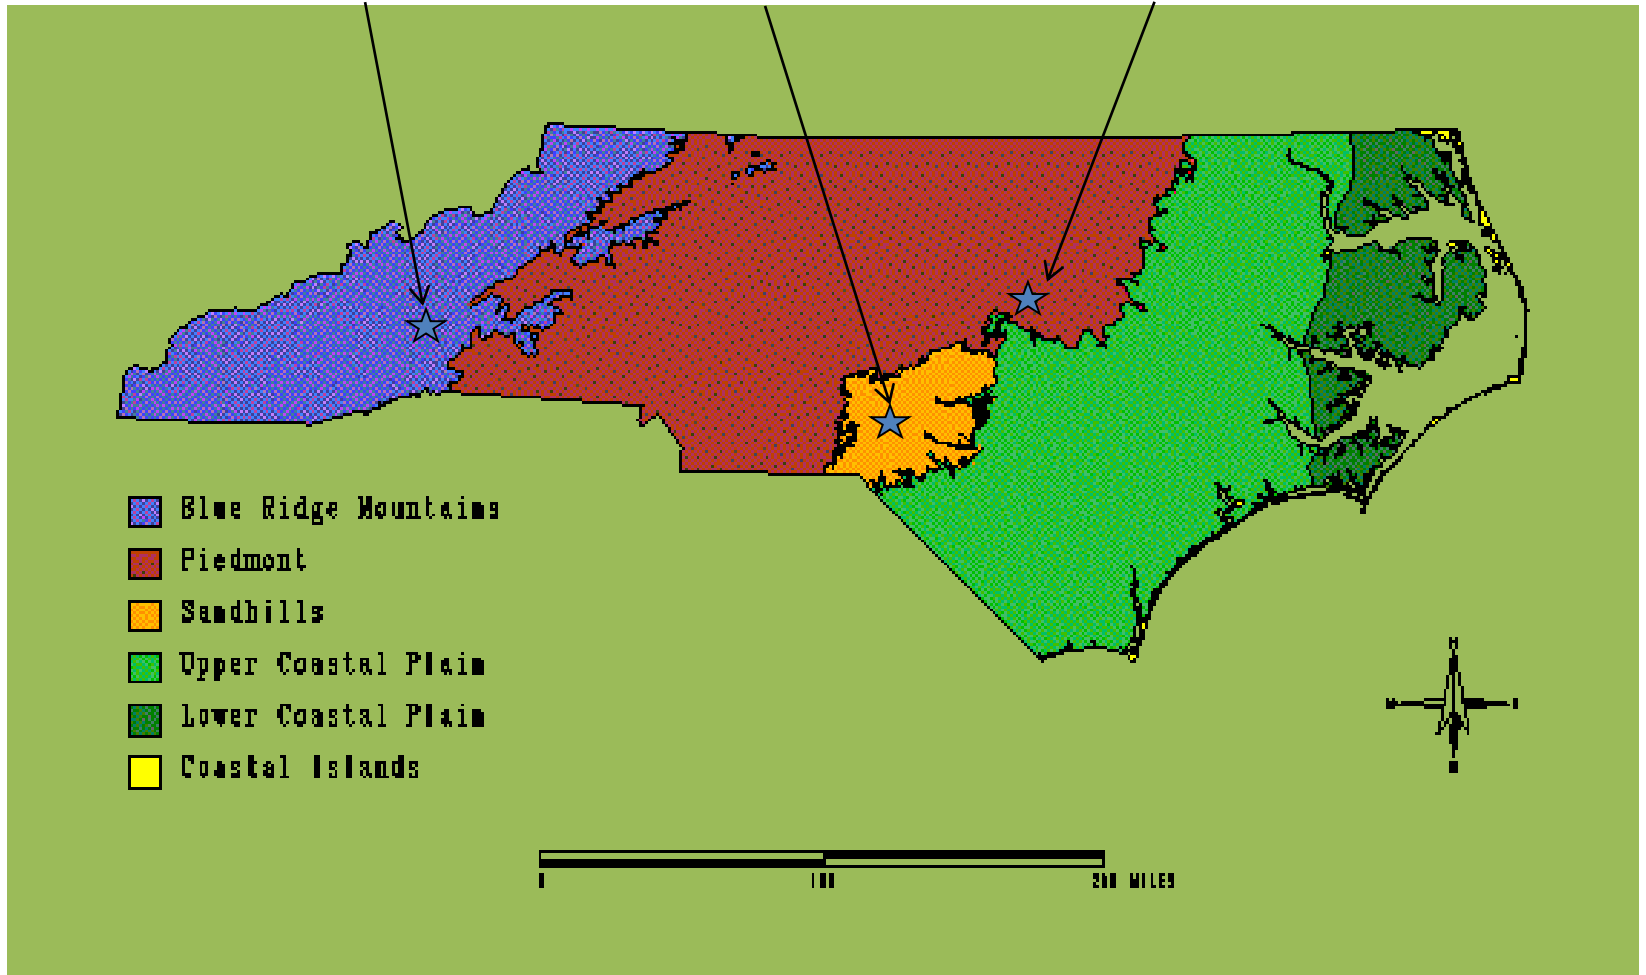 Blue Ridge Mountains
Piedmont
Sandhills
Upper Coastal Plain
Lower Coastal Plain
Coastal Islands
N
0 100 200 MILES